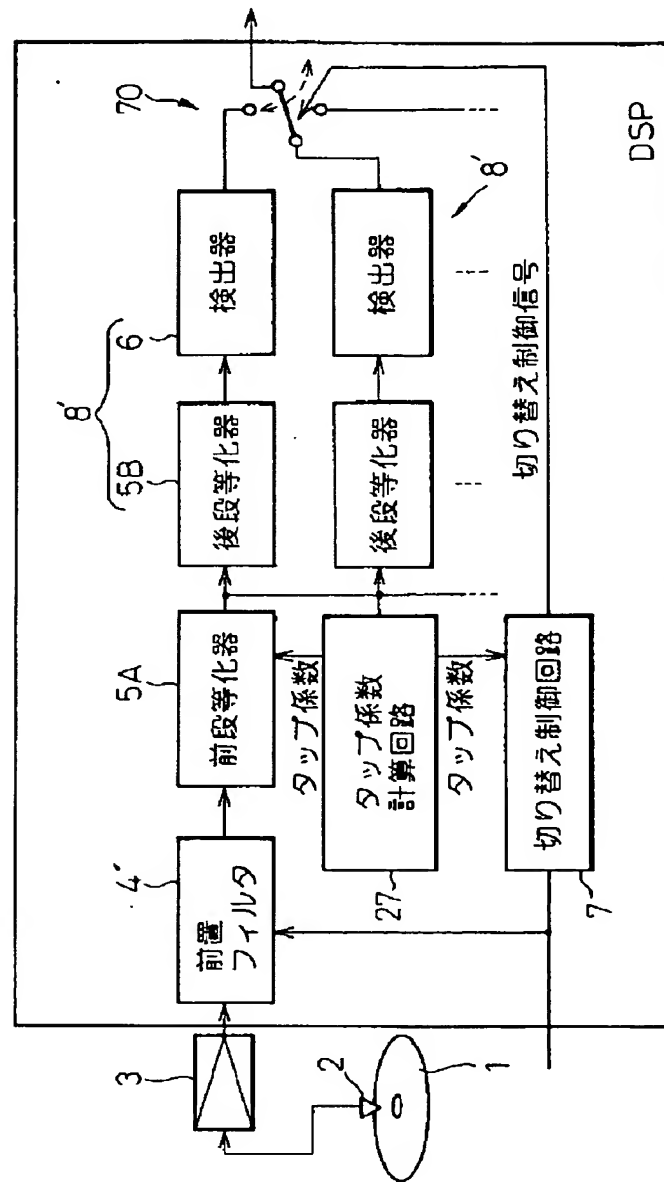 70
8'
5A
5B
6
4'
3
前置
フィルタ
前段等化器
後段等化器
検出器
タップ係数
後段等化器
検出器
8'
タップ係数
計算回路
27
タップ係数
2
1
切り替え制御回路
7
切り替え制御信号
DSP